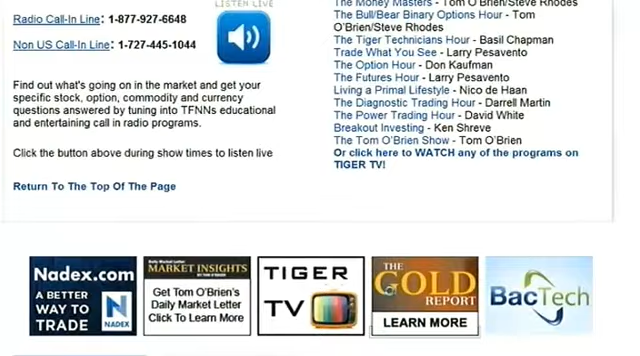 LISTEN LIVE
Radio Call-In Line: 1-877-927-6648
Non US Call-In Line: 1-727-445-1044
Find out what's going on in the market and get your
specific stock, option, commodity and currency
questions answered by tuning into TFNNs educational
and entertaining call in radio programs.
Click the button above during show times to listen live
Return To The Top Of The Page
The Money Masters - Tom O'Brien/Steve Rhodes
The Bull/Bear Binary Options Hour - Tom
O'Brien/Steve Rhodes
The Tiger Technicians Hour - Basil Chapman
Trade What You See - Larry Pesavento
The Option Hour - Don Kaufman
The Futures Hour - Larry Pesavento
Living a Primal Lifestyle - Nico de Haan
The Diagnostic Trading Hour - Darrell Martin
The Power Trading Hour - David White
Breakout Investing - Ken Shreve
The Tom O'Brien Show - Tom O'Brien
Or click here to WATCH any of the programs on
TIGER TV!
Nadex.com
A BETTER
WAY TO
TRADE
N
NADEX
Daily Market Letter
MARKET INSIGHTS
BY TOM O'BRIEN
Get Tom O'Brien's
Daily Market Letter
Click To Learn More
TIGER
TV
THE
GOLD
REPORT
LEARN MORE
BacTech